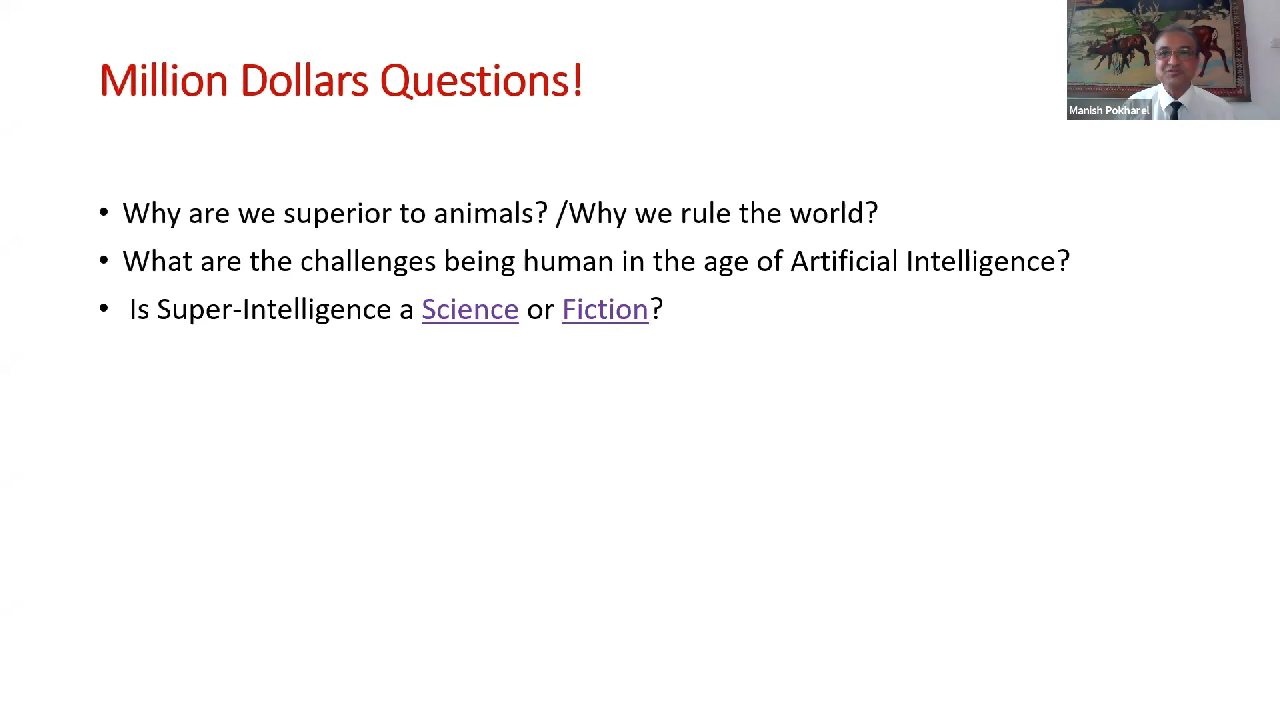 Million Dollars Questions!
Manish Pokharel
• Why are we superior to animals? /Why we rule the world?
• What are the challenges being human in the age of Artificial Intelligence?
• Is Super-Intelligence a Science or Fiction?